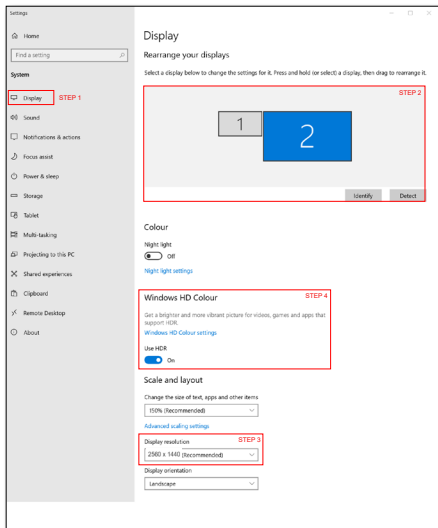 Settings
Home
Find a setting
System
Display STEP 1
Sound
Notifications & actions
Focus assist
Power & sleep
Storage
Tablet
Multi-tasking
Projecting to this PC
Shared experiences
Clipboard
Remote Desktop
About
Display
Rearrange your displays
Select a display below to change the settings for it. Press and hold (or select) a display, then drag to rearrange it.
STEP 2
1
2
Identify Detect
Colour
Night light
Off
Night light settings
Windows HD Colour STEP 4
Get a brighter and more vibrant picture for videos, games and apps that
support HDR.
Windows HD Colour settings
Use HDR
On
Scale and layout
Change the size of text, apps and other items
150% (Recommended)
Advanced scaling settings
Display resolution STEP 3
2560 x 1440 (Recommended)
Display orientation
Landscape